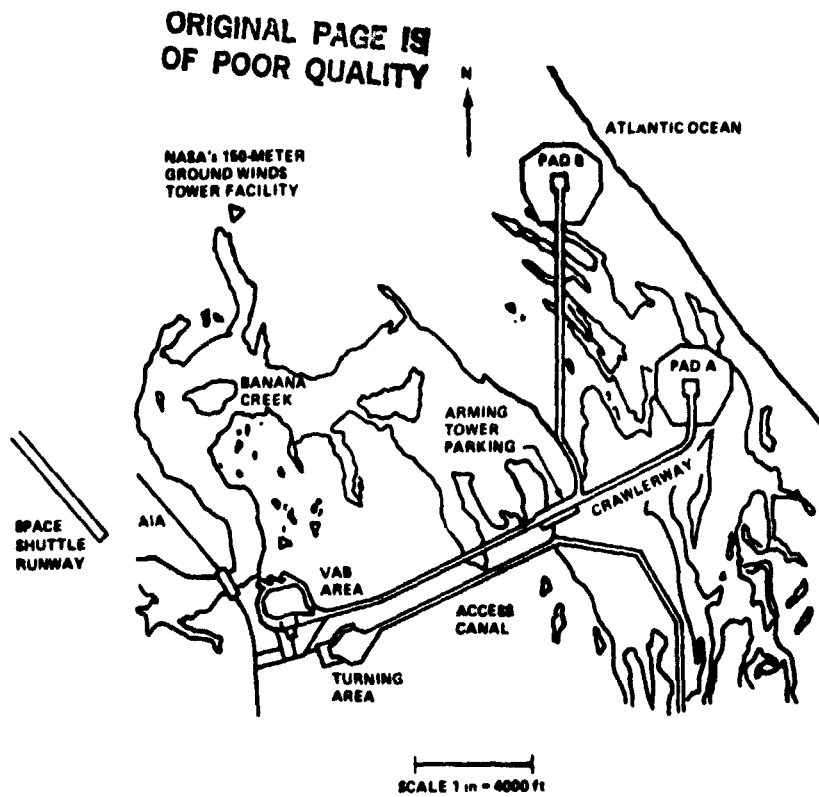 ORIGINAL PAGE IS
OF POOR QUALITY
N
ATLANTIC OCEAN
NASA's 150-METER
GROUND WINDS
TOWER FACILITY
PAD B
PAD A
BANANA
CREEK
ARMING
TOWER
PARKING
CRAWLERWAY
SPACE
SHUTTLE
RUNWAY
A1A
VAB
AREA
ACCESS
CANAL
TURNING
AREA
SCALE 1 in = 4000 ft